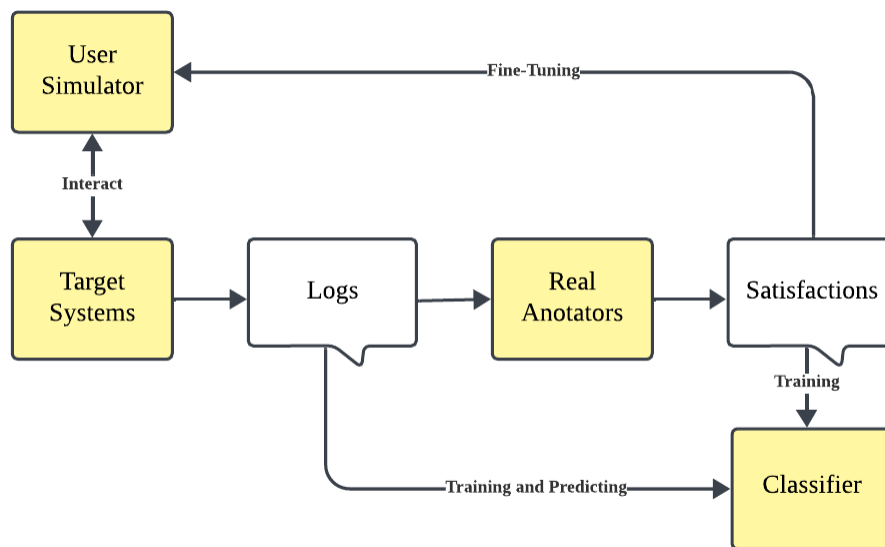 User
Simulator
Fine-Tuning
Interact
Target
Systems
Logs
Real
Anotators
Satisfactions
Training
Training and Predicting
Classifier